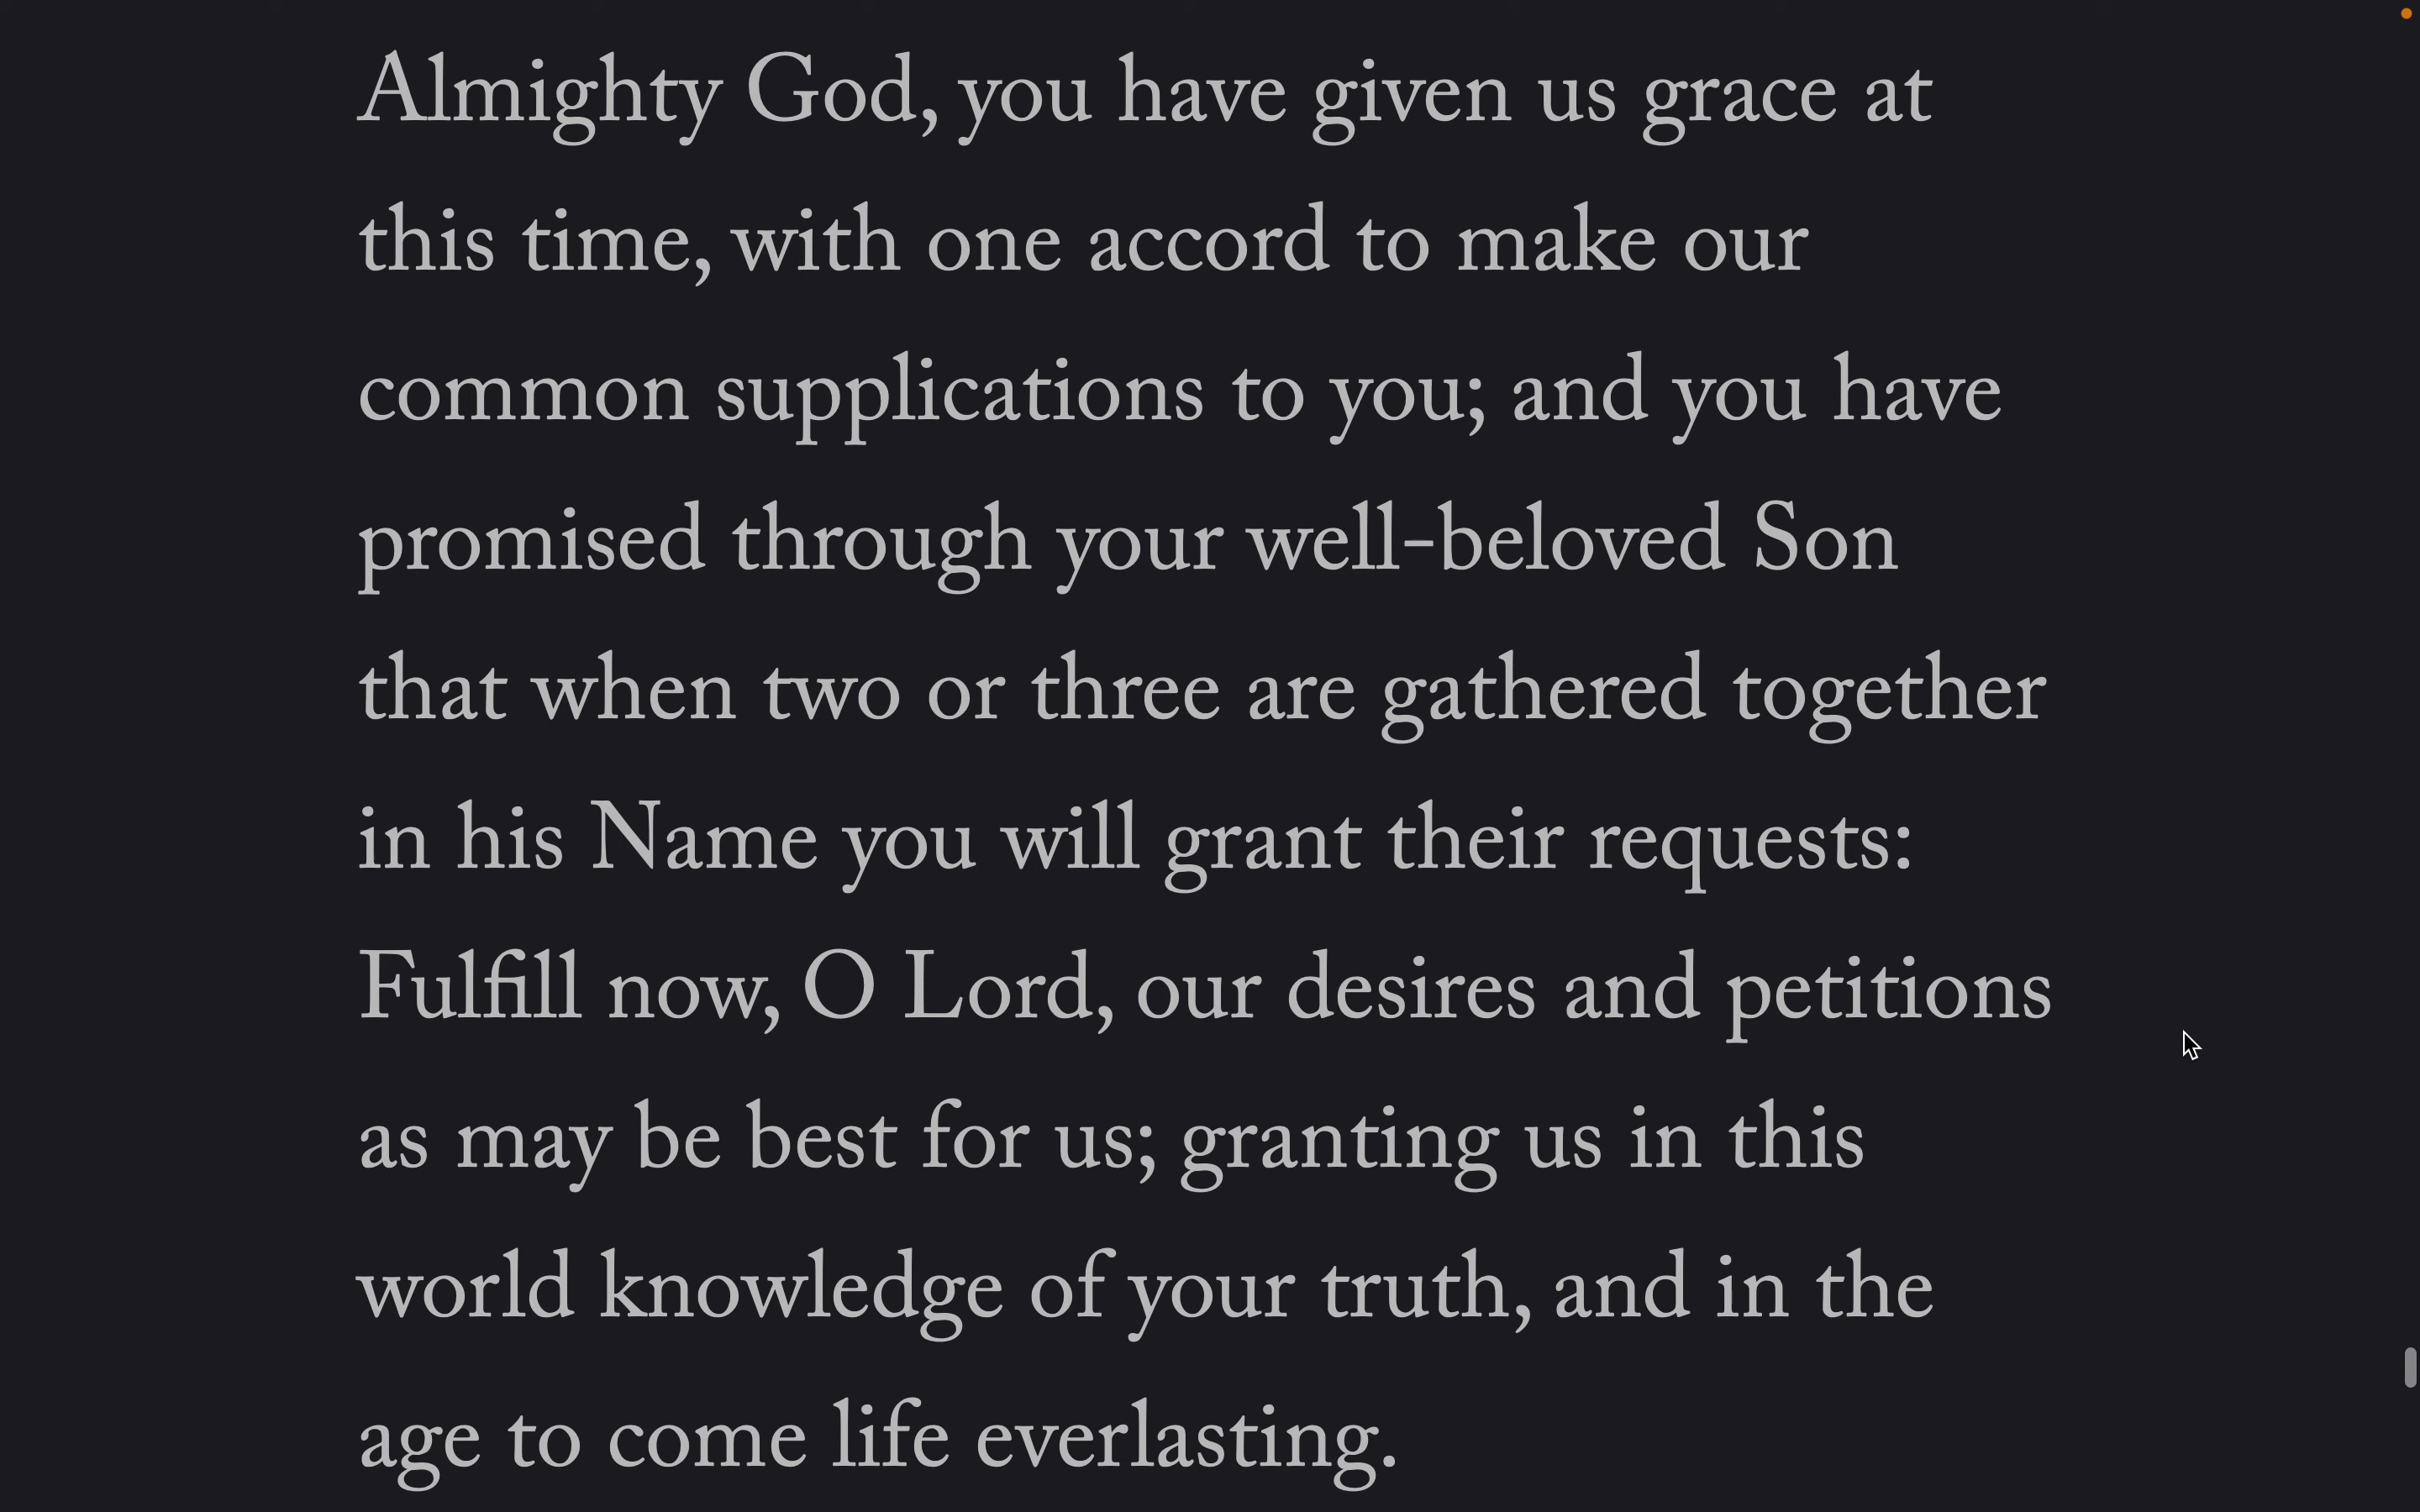 Almighty God, you have given us grace at
this time, with one accord to make our
common supplications to you; and you have
promised through your well-beloved Son
that when two or three are gathered together
in his Name you will grant their requests:
Fulfill now, O Lord, our desires and petitions
as may be best for us; granting us in this
world knowledge of your truth, and in the
age to come life everlasting.